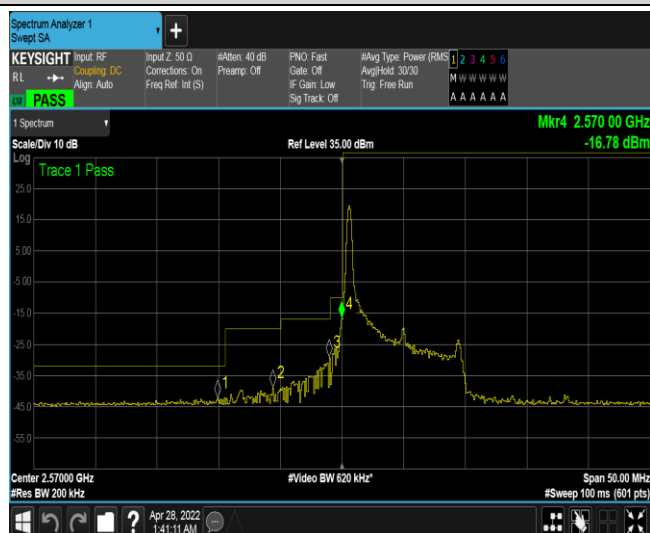 Spectrum Analyzer 1
Swept SA
+
KEYSIGHT Input: RF Input Z: 50 Ω #Atten: 40 dB PNO: Fast #Avg Type: Power (RMS 1 2 3 4 5 6
RL Coupling: DC Corrections: On Preamp: Off Gate: Off Avg|Hold: 30/30 M W W W W W
Align: Auto Freq Ref: Int (S) IF Gain: Low Trig: Free Run
Sig Track: Off A A A A A A
LXI PASS
1 Spectrum Mkr4 2.570 00 GHz
Scale/Div 10 dB Ref Level 35.00 dBm -16.78 dBm
Log
Trace 1 Pass
25.0
15.0
5.00
-5.00
-15.0
4
-25.0
3
-35.0
1 2
-45.0
-55.0
Center 2.57000 GHz #Video BW 620 kHz* Span 50.00 MHz
#Res BW 200 kHz #Sweep 100 ms (601 pts)
? Apr 28, 2022
1:41:11 AM